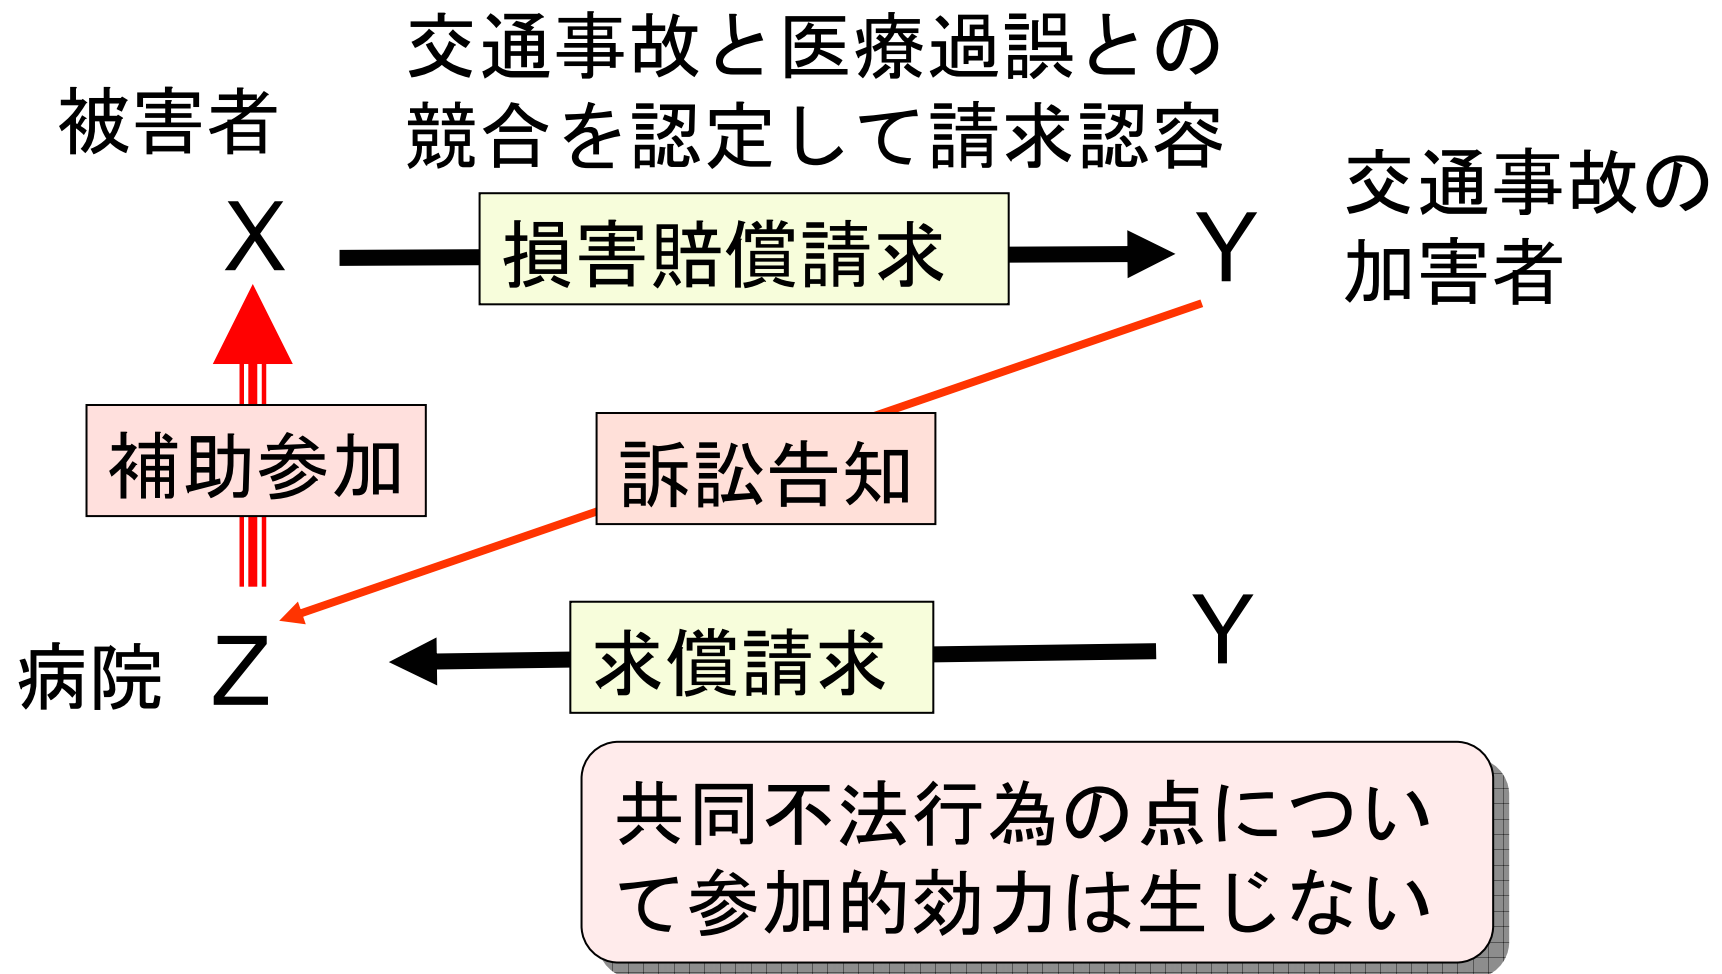 交通事故と医療過誤との
競合を認定して請求認容
被害者
交通事故の
加害者
X
損害賠償請求
Y
補助参加
訴訟告知
病院 Z
求償請求
Y
共同不法行為の点につい
て参加的効力は生じない